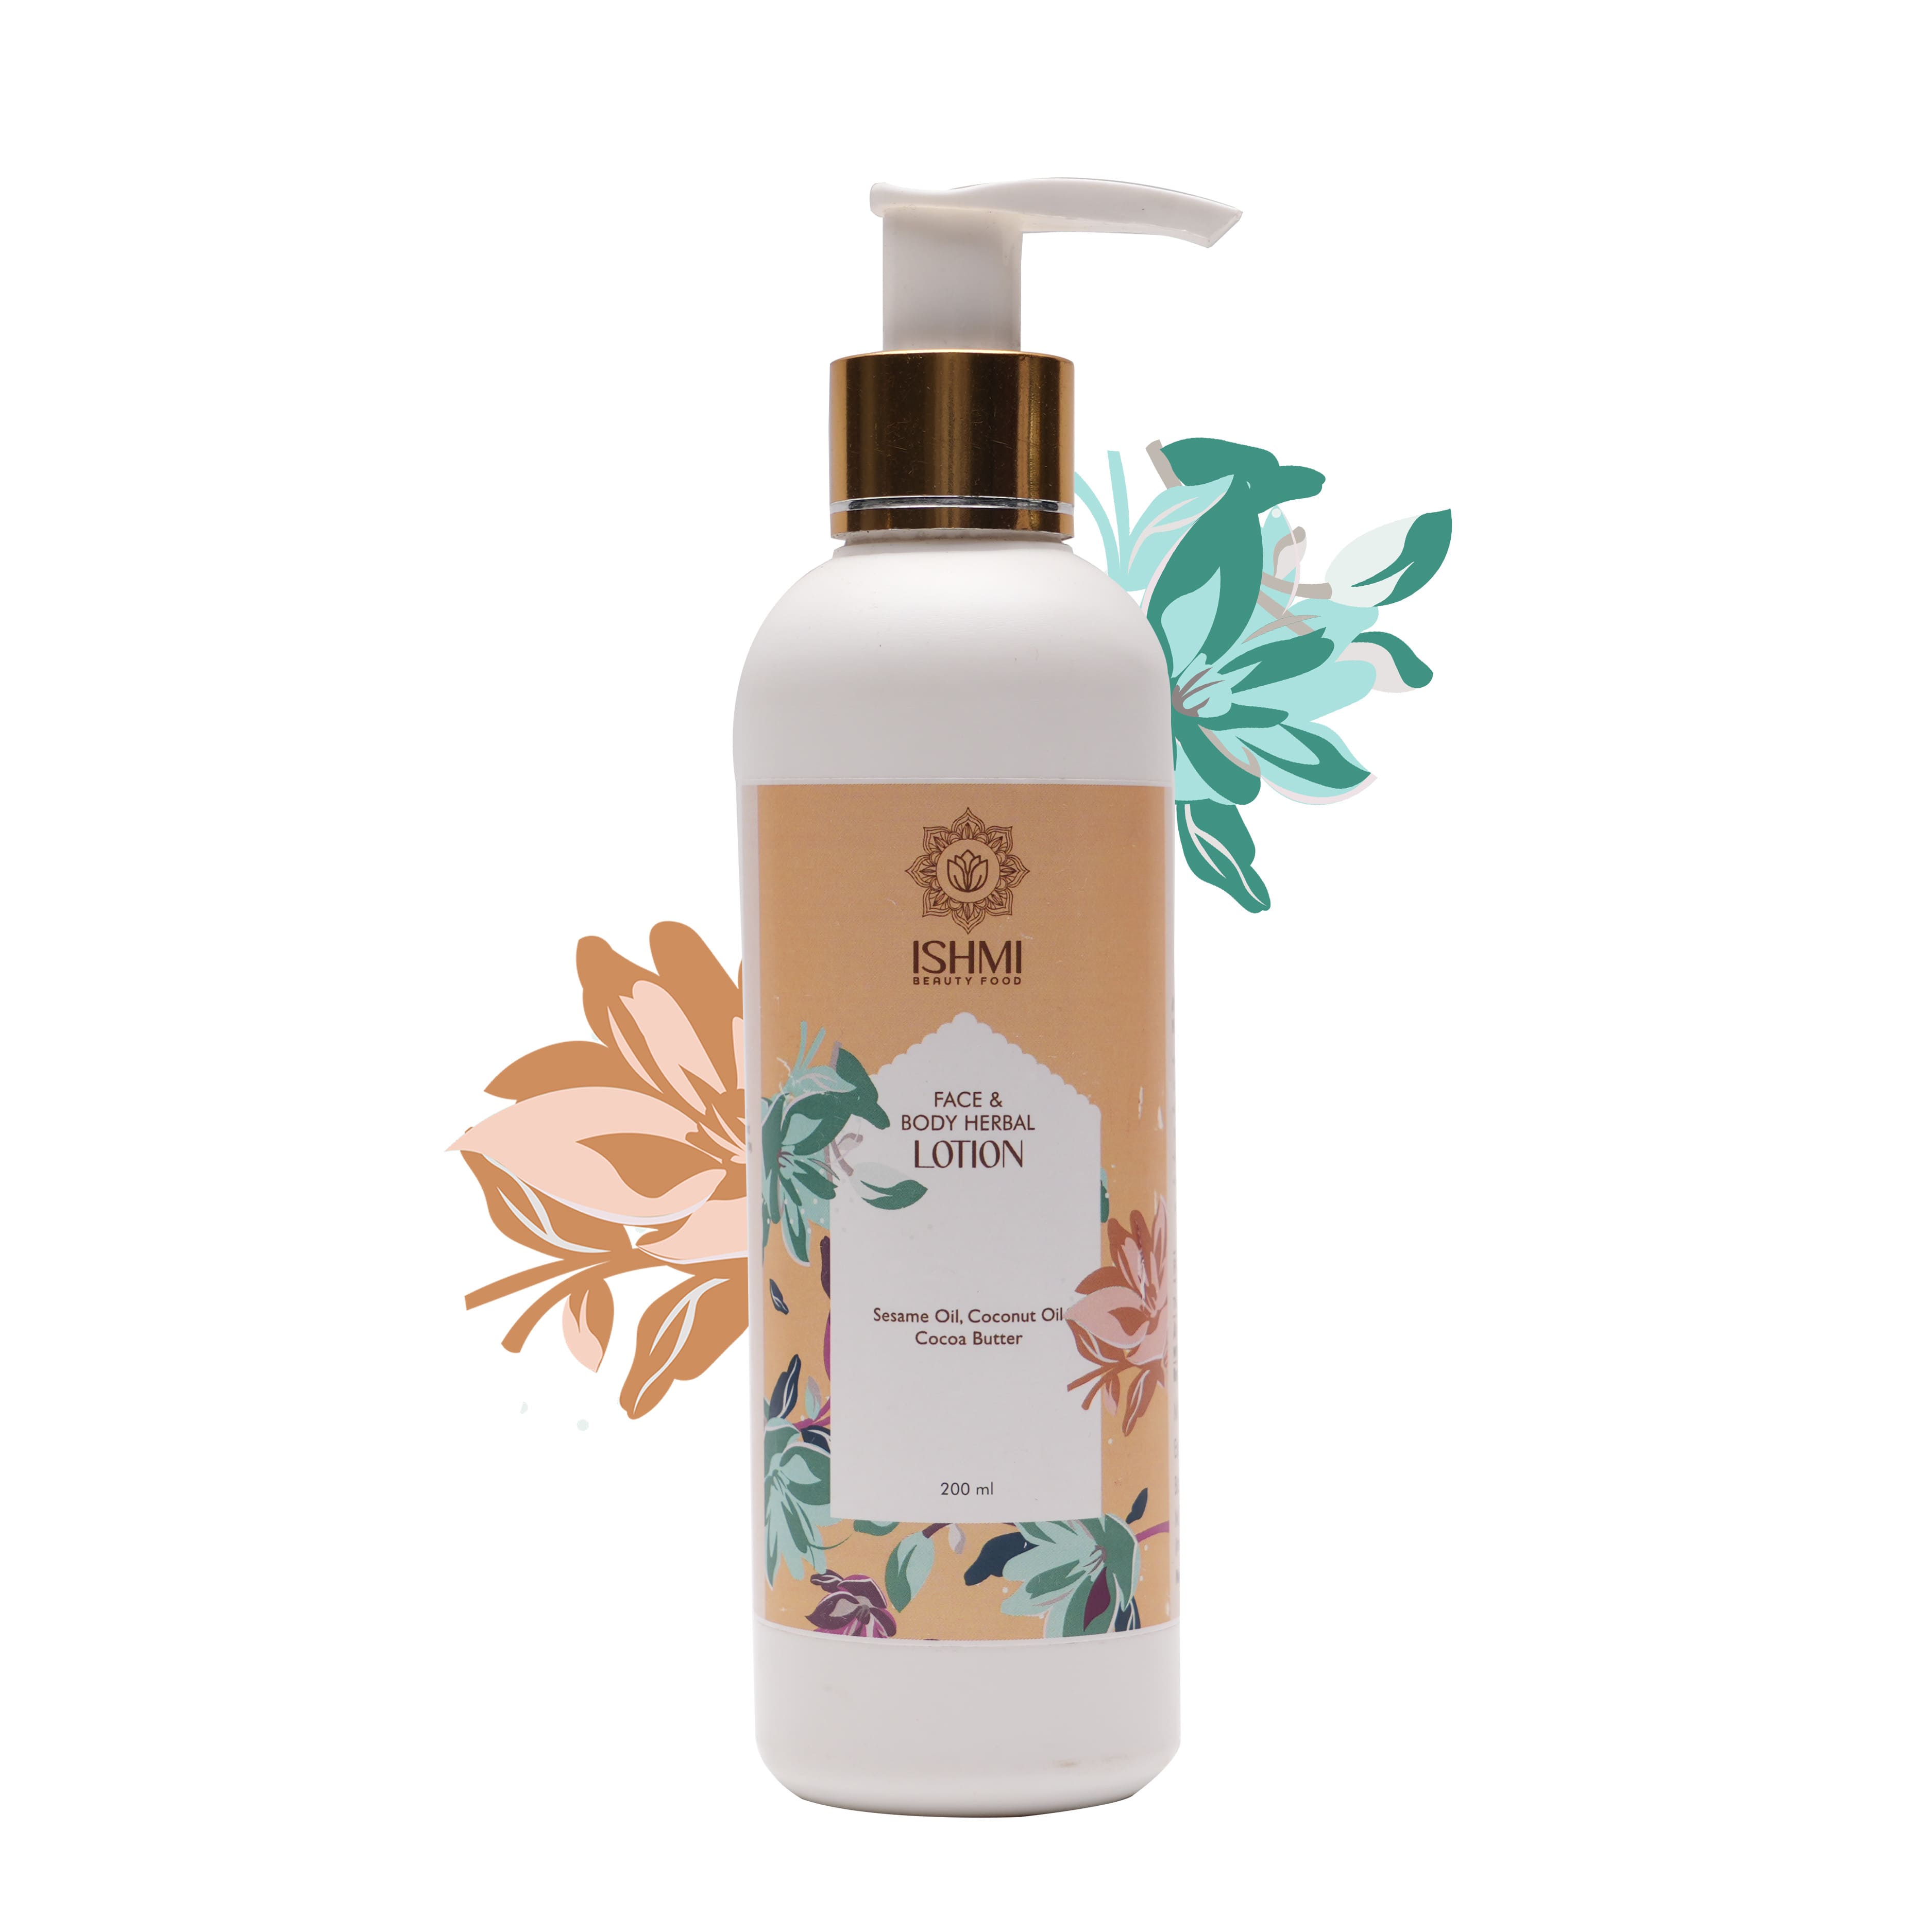 ISHMI
BEAUTY FOOD
FACE &
BODY HERBAL
LOTION
Sesame Oil, Coconut Oil
Cocoa Butter
200 ml